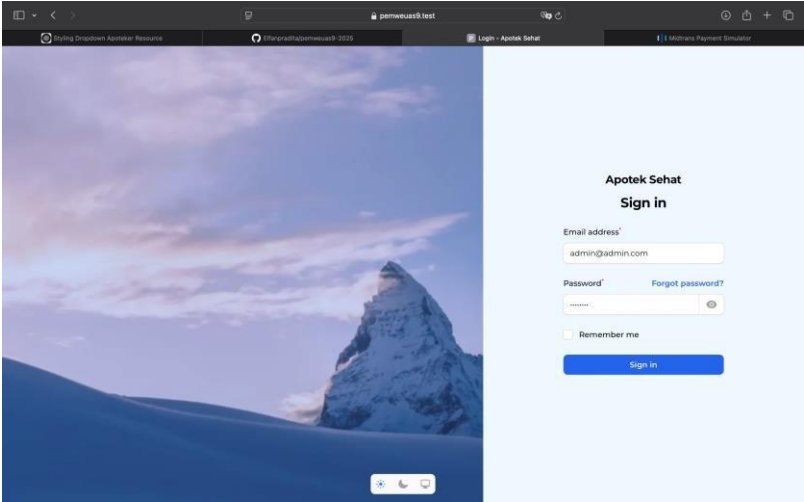 pemweuas9.test
Styling Dropdown Apoteker Resource
Elfanpradita/pemweuas9-2025
Login - Apotek Sehat
Midtrans Payment Simulator
Apotek Sehat
Sign in
Email address*
admin@admin.com
Password*
Forgot password?
Remember me
Sign in